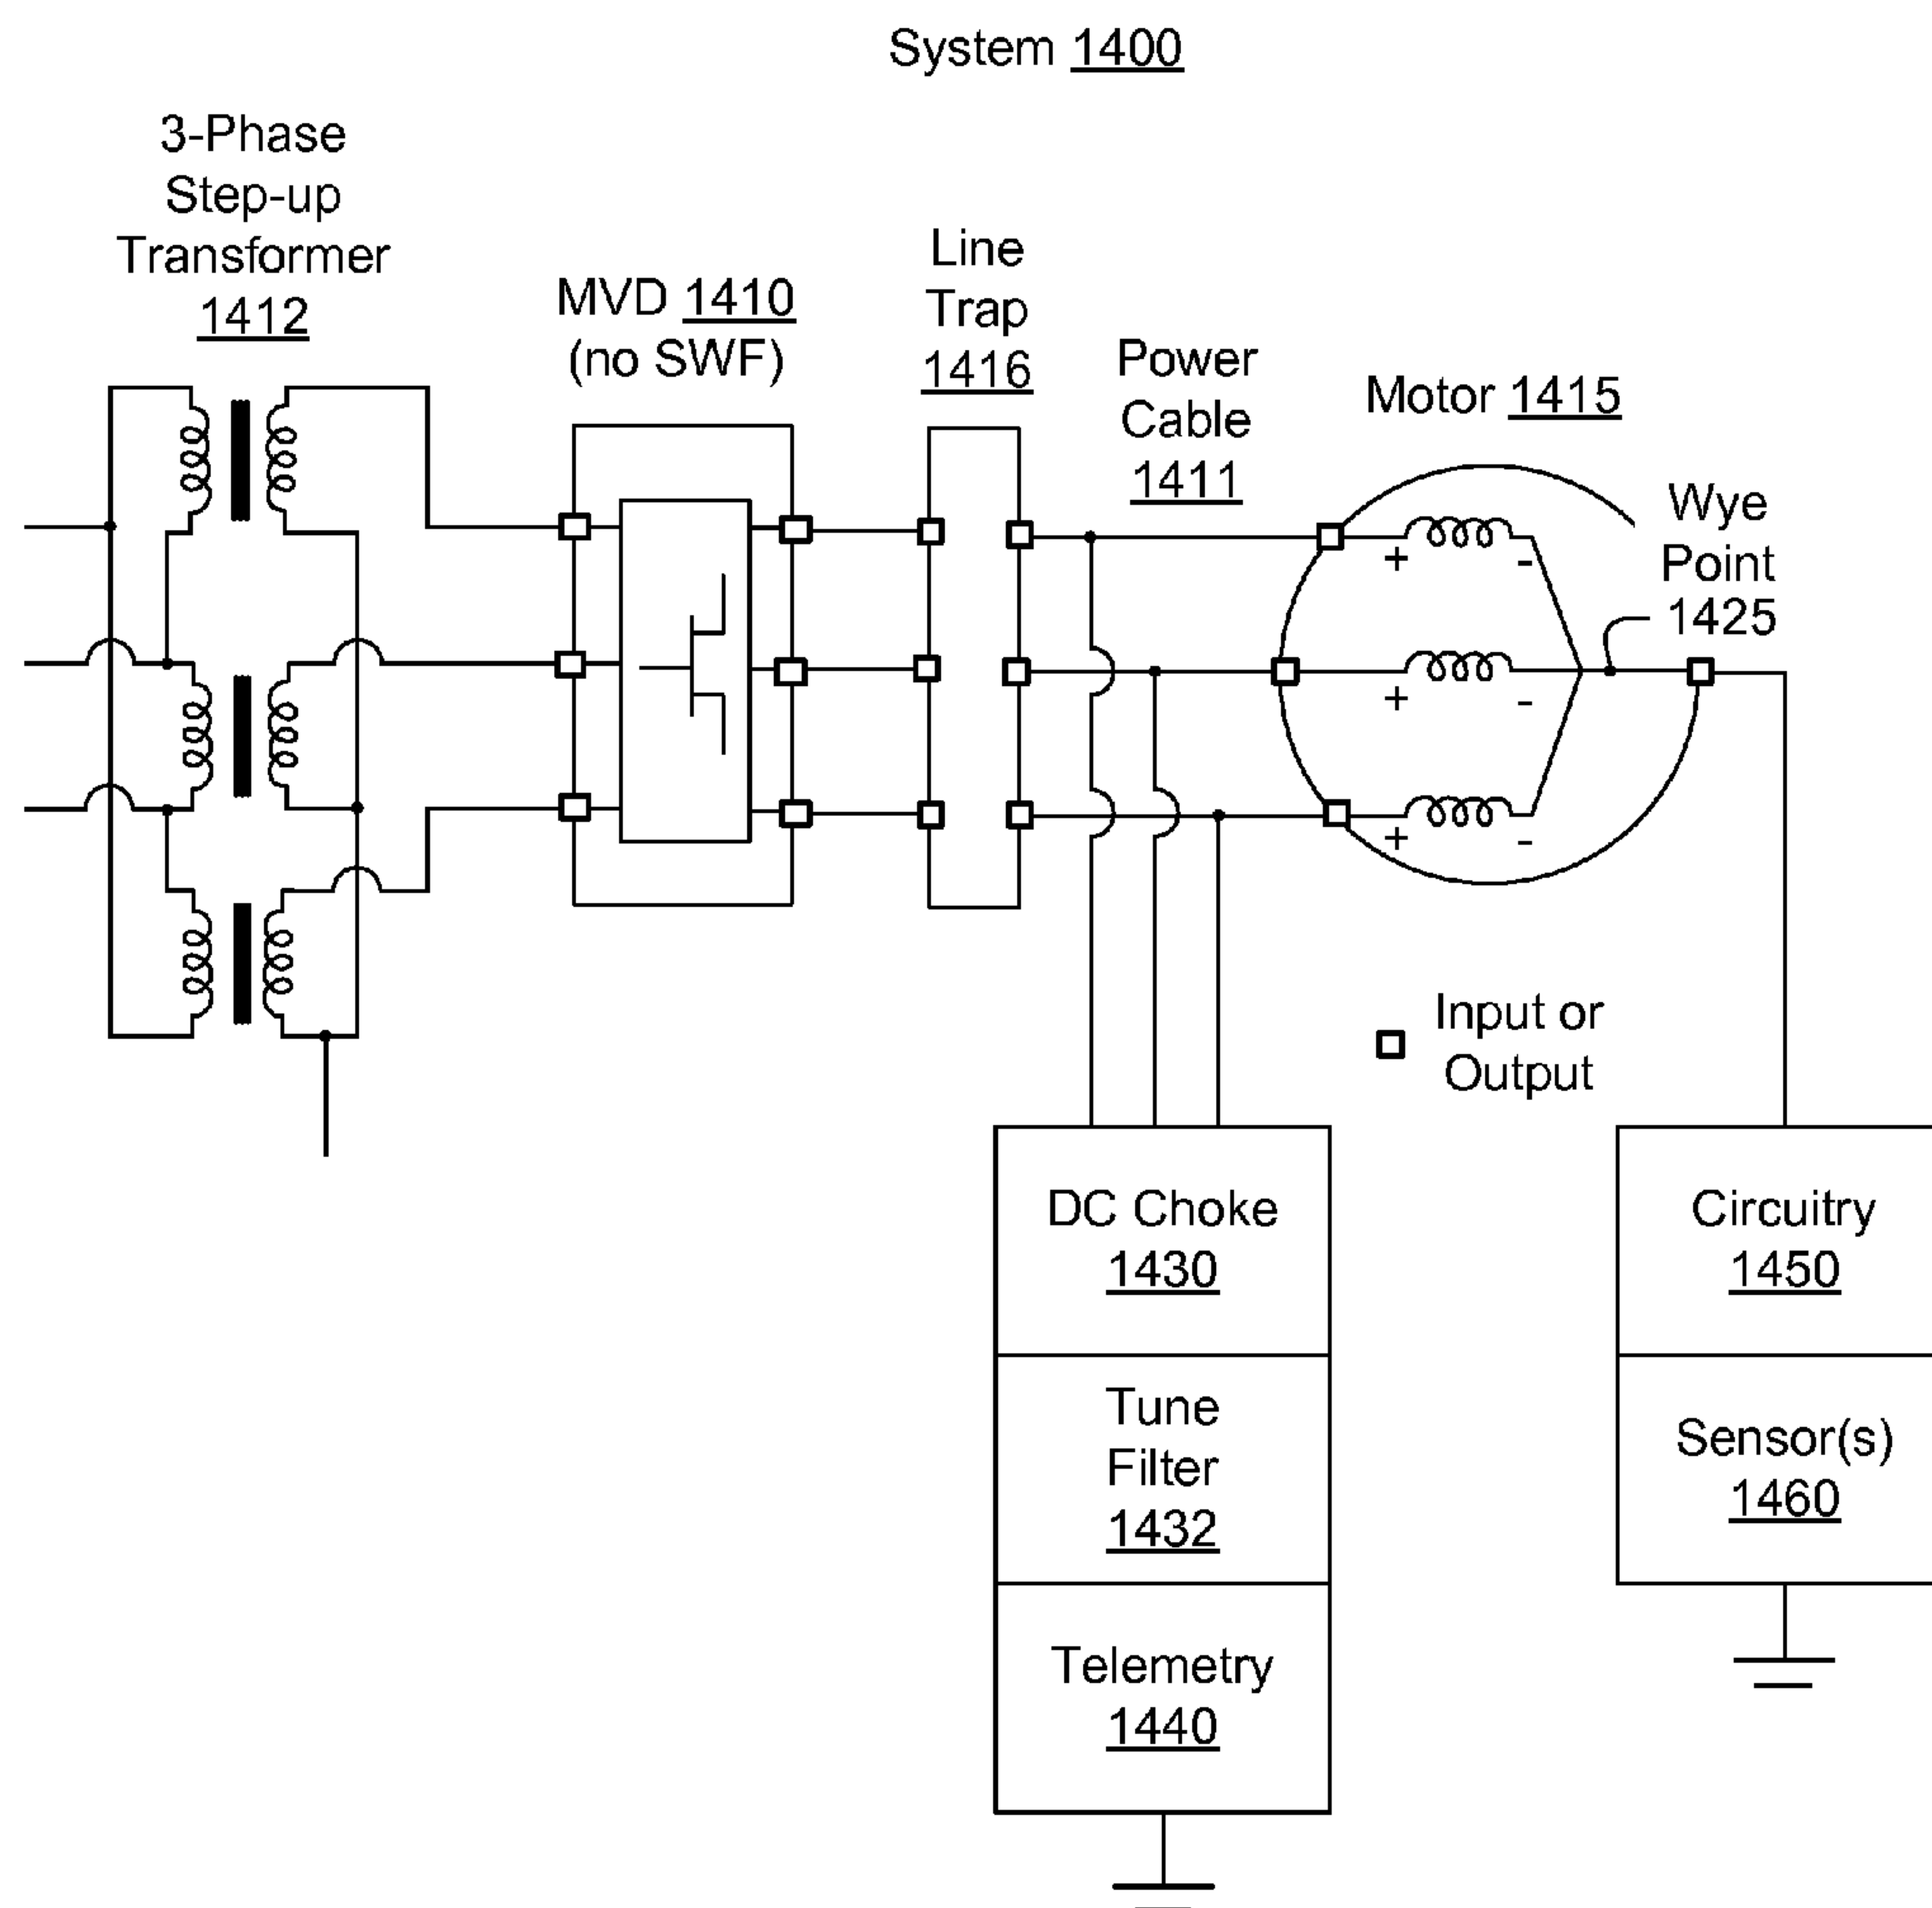 System 1400
3-Phase
Step-up
Transformer
1412
MVD 1410
(no SWF)
Line
Trap
1416
Power
Cable
1411
Motor 1415
Wye
Point
1425
+
-
+
-
+
-
Input or
Output
DC Choke
1430
Tune
Filter
1432
Telemetry
1440
Circuitry
1450
Sensor(s)
1460